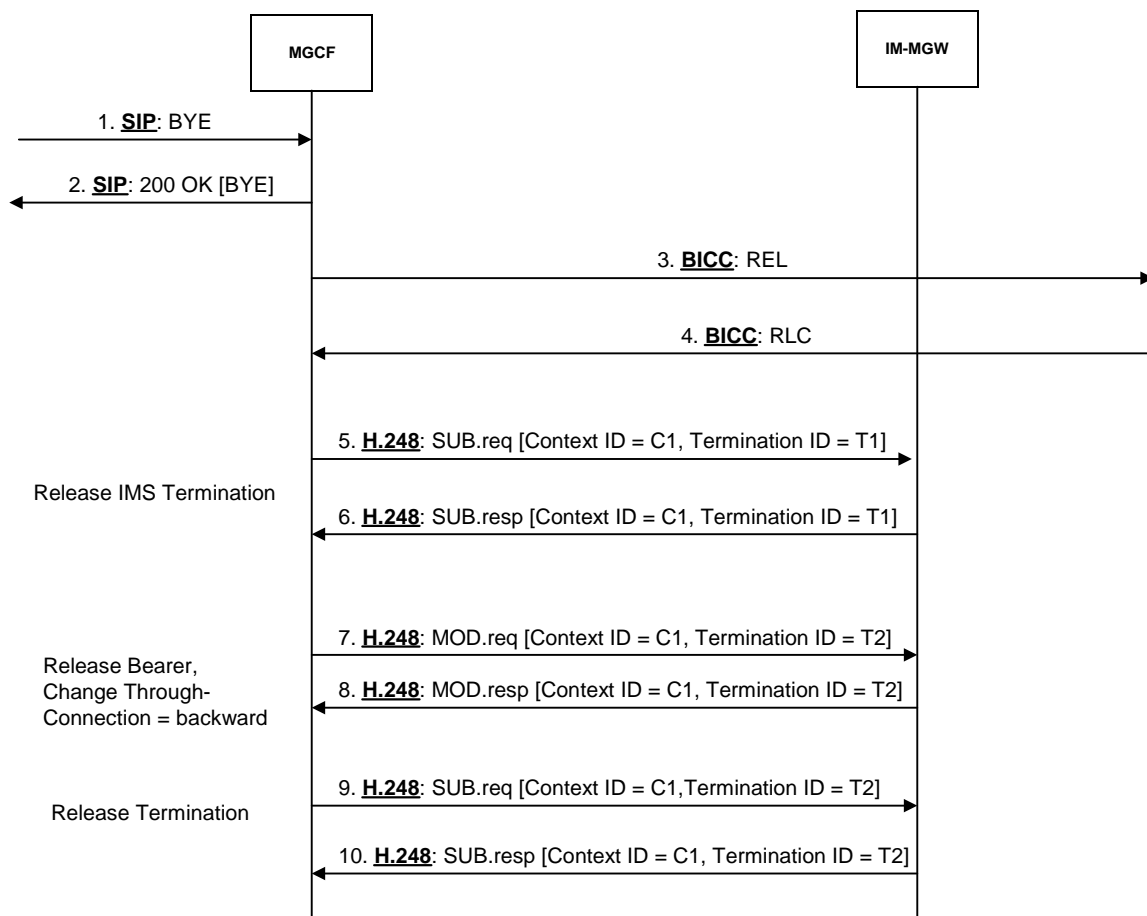 MGCF
IM-MGW
1. SIP: BYE
2. SIP: 200 OK [BYE]
3. BICC: REL
4. BICC: RLC
5. H.248: SUB.req [Context ID = C1, Termination ID = T1]
Release IMS Termination
6. H.248: SUB.resp [Context ID = C1, Termination ID = T1]
7. H.248: MOD.req [Context ID = C1, Termination ID = T2]
Release Bearer,
Change Through-
Connection = backward
8. H.248: MOD.resp [Context ID = C1, Termination ID = T2]
9. H.248: SUB.req [Context ID = C1,Termination ID = T2]
Release Termination
10. H.248: SUB.resp [Context ID = C1, Termination ID = T2]